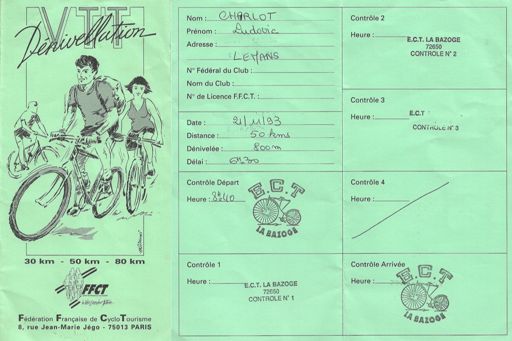 VTT
Dénivellation
30 km - 50 km - 80 km
FFCT
Fédération Française de CycloTourisme
8, rue Jean-Marie Jégo - 75013 PARIS
Nom : CHARLOT
Prénom : Ludovic
Adresse :
LE MANS
N° Fédéral du Club :
Nom du Club :
N° de Licence F.F.C.T. :
Date : 21/11/93
Distance : 50 kms
Dénivelée : 800m
Délai : 6H30
Contrôle Départ
Heure : 8h40
E.C.T
LA BAZOGE
Contrôle 1
Heure :
E.C.T. LA BAZOGE
72650
CONTROLE N° 1
Contrôle 2
Heure :
E.C.T. LA BAZOGE
72650
CONTROLE N° 2
Contrôle 3
Heure :
E.C.T
CONTROLE N° 3
Contrôle 4
Heure :
Contrôle Arrivée
Heure :
E.C.T
LA BAZOGE